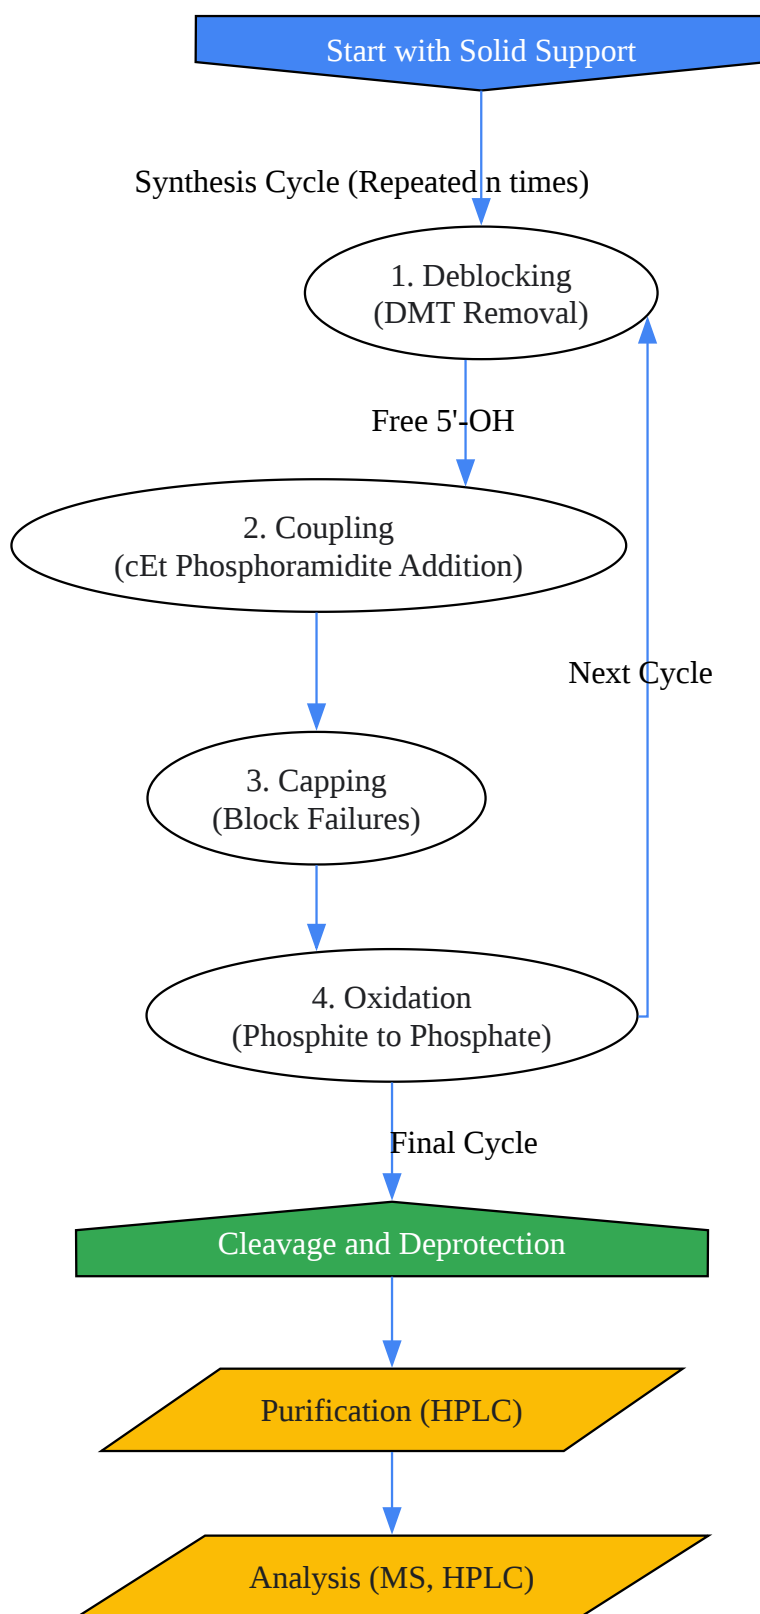 Start with Solid Support
Synthesis Cycle (Repeated n times)
1. Deblocking
(DMT Removal)
Free 5'-OH
2. Coupling
(cEt Phosphoramidite Addition)
Next Cycle
3. Capping
(Block Failures)
4. Oxidation
(Phosphite to Phosphate)
Final Cycle
Cleavage and Deprotection
Purification (HPLC)
Analysis (MS, HPLC)